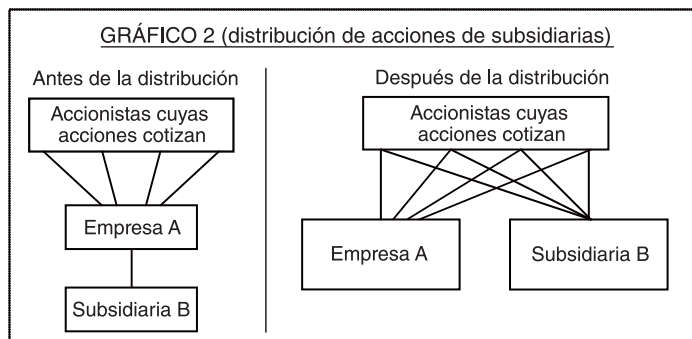 GRÁFICO 2 (distribución de acciones de subsidiarias)
Antes de la distribución
Accionistas cuyas
acciones cotizan
Empresa A
Subsidiaria B
Después de la distribución
Accionistas cuyas
acciones cotizan
Empresa A
Subsidiaria B